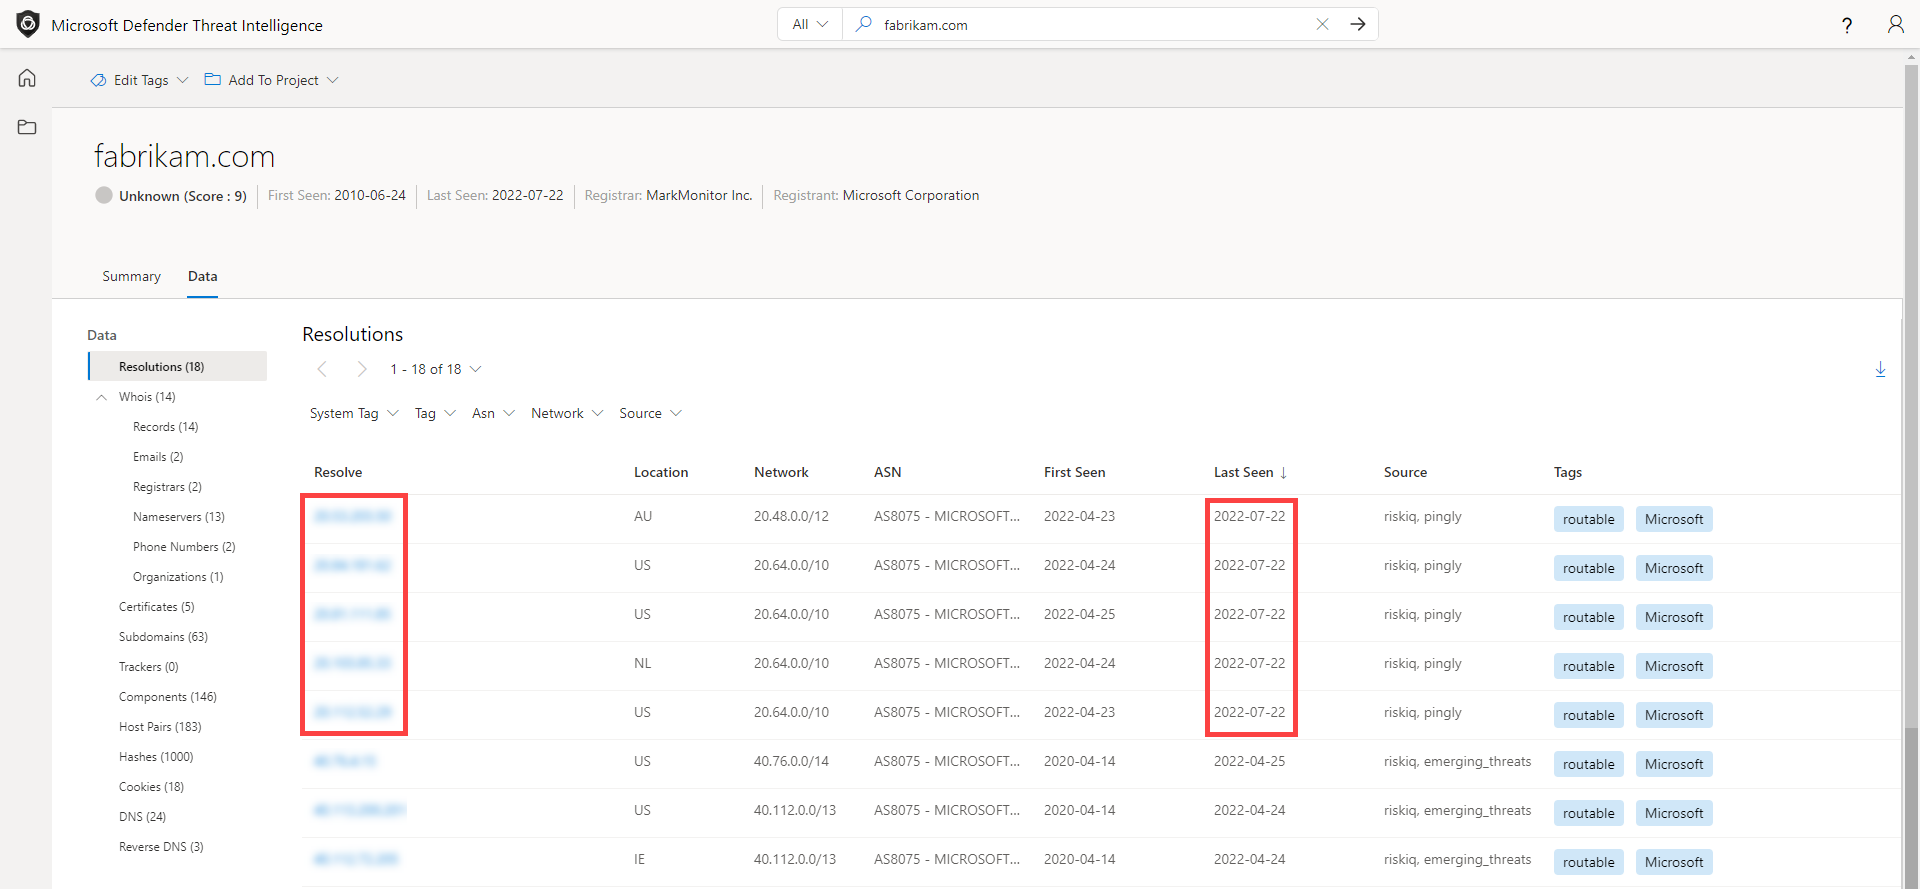 Microsoft Defender Threat Intelligence
All
fabrikam.com
?
Edit Tags
Add To Project
fabrikam.com
Unknown (Score : 9)
First Seen: 2010-06-24
Last Seen: 2022-07-22
Registrar: MarkMonitor Inc.
Registrant: Microsoft Corporation
Summary
Data
Data
Resolutions (18)
Whois (14)
Records (14)
Emails (2)
Registrars (2)
Nameservers (13)
Phone Numbers (2)
Organizations (1)
Certificates (5)
Subdomains (63)
Trackers (0)
Components (146)
Host Pairs (183)
Hashes (1000)
Cookies (18)
DNS (24)
Reverse DNS (3)
Resolutions
1 - 18 of 18
System Tag Tag Asn Network Source
Resolve Location Network ASN First Seen Last Seen ↓ Source Tags
AU 20.48.0.0/12 AS8075 - MICROSOFT... 2022-04-23 2022-07-22 riskiq, pingly routable Microsoft
US 20.64.0.0/10 AS8075 - MICROSOFT... 2022-04-24 2022-07-22 riskiq, pingly routable Microsoft
US 20.64.0.0/10 AS8075 - MICROSOFT... 2022-04-25 2022-07-22 riskiq, pingly routable Microsoft
NL 20.64.0.0/10 AS8075 - MICROSOFT... 2022-04-24 2022-07-22 riskiq, pingly routable Microsoft
US 20.64.0.0/10 AS8075 - MICROSOFT... 2022-04-23 2022-07-22 riskiq, pingly routable Microsoft
US 40.76.0.0/14 AS8075 - MICROSOFT... 2020-04-14 2022-04-25 riskiq, emerging_threats routable Microsoft
US 40.112.0.0/13 AS8075 - MICROSOFT... 2020-04-14 2022-04-24 riskiq, emerging_threats routable Microsoft
IE 40.112.0.0/13 AS8075 - MICROSOFT... 2020-04-14 2022-04-24 riskiq, emerging_threats routable Microsoft